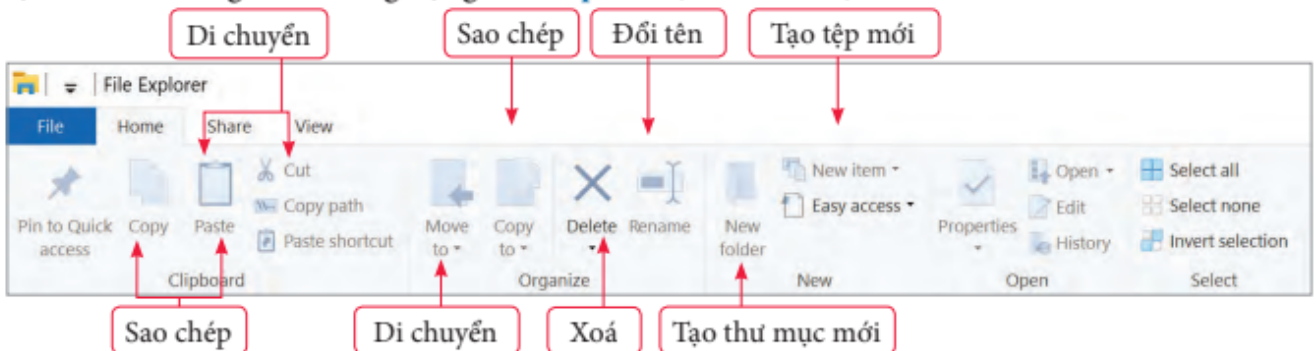 Di chuyển
Sao chép
Đổi tên
Tạo tệp mới
File Explorer
File Home Share View
Pin to Quick access
Copy
Paste
Cut
Copy path
Paste shortcut
Clipboard
Move to
Copy to
Delete
Rename
Organize
New folder
New item
Easy access
New
Properties
Open
Edit
History
Open
Select all
Select none
Invert selection
Select
Sao chép
Di chuyển
Xoá
Tạo thư mục mới